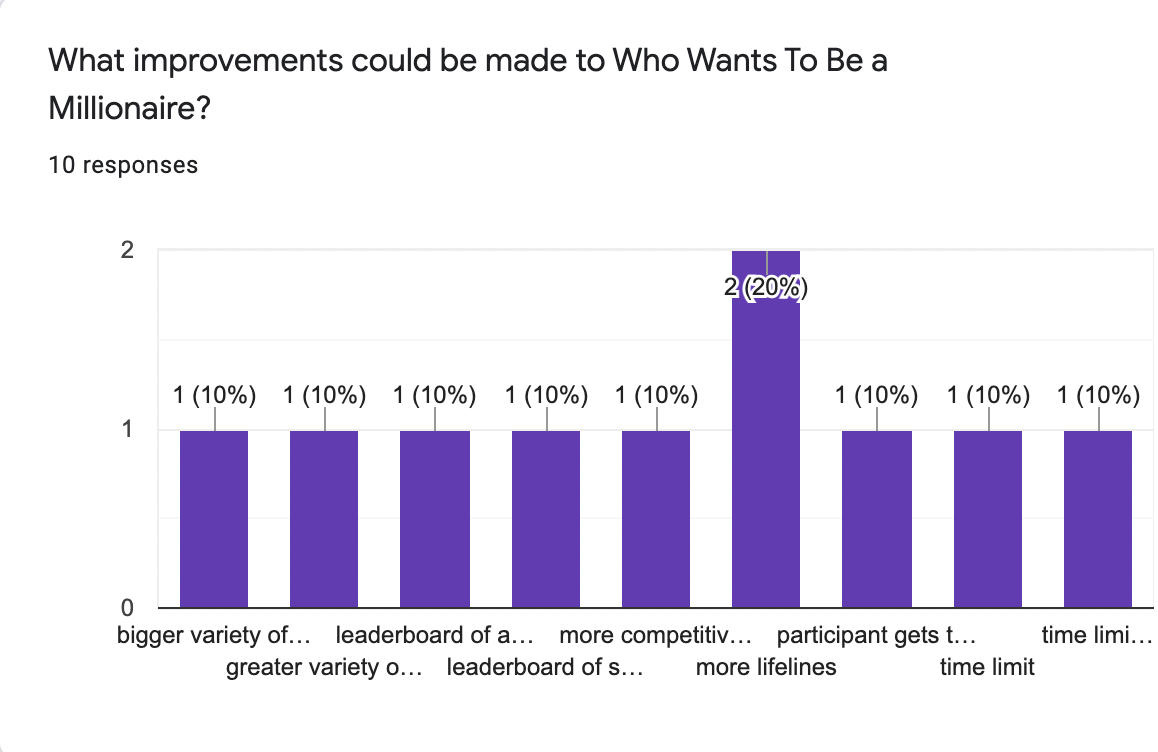 What improvements could be made to Who Wants To Be a
Millionaire?
10 responses
2
2 (20%)
1 (10%) 1 (10%) 1 (10%) 1 (10%) 1 (10%) 1 (10%) 1 (10%) 1 (10%)
1
0
bigger variety of… leaderboard of a… more competitiv… participant gets t… time limi…
greater variety o… leaderboard of s… more lifelines time limit